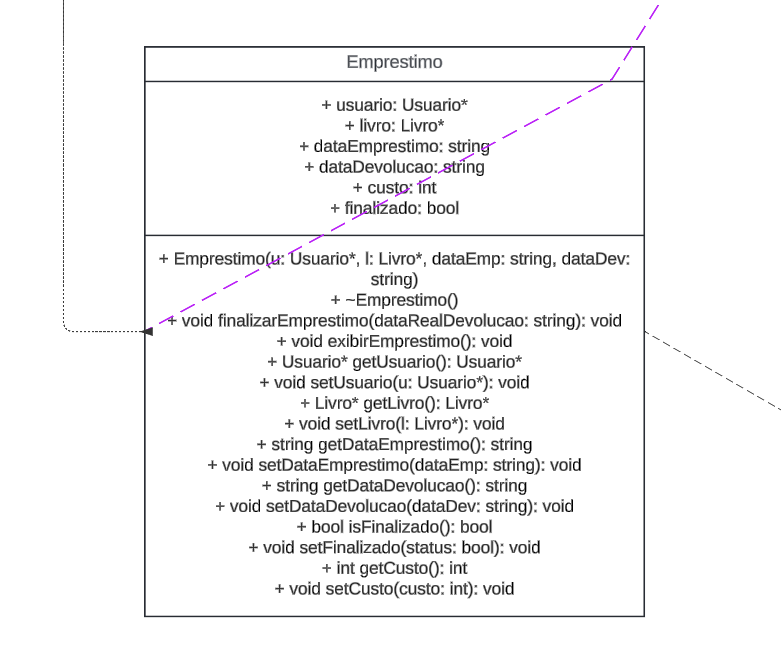 Emprestimo
+ usuario: Usuario*
+ livro: Livro*
+ dataEmprestimo: string
+ dataDevolucao: string
+ custo: int
+ finalizado: bool
+ Emprestimo(u: Usuario*, l: Livro*, dataEmp: string, dataDev:
string)
+ ~Emprestimo()
+ void finalizarEmprestimo(dataRealDevolucao: string): void
+ void exibirEmprestimo(): void
+ Usuario* getUsuario(): Usuario*
+ void setUsuario(u: Usuario*): void
+ Livro* getLivro(): Livro*
+ void setLivro(l: Livro*): void
+ string getDataEmprestimo(): string
+ void setDataEmprestimo(dataEmp: string): void
+ string getDataDevolucao(): string
+ void setDataDevolucao(dataDev: string): void
+ bool isFinalizado(): bool
+ void setFinalizado(status: bool): void
+ int getCusto(): int
+ void setCusto(custo: int): void